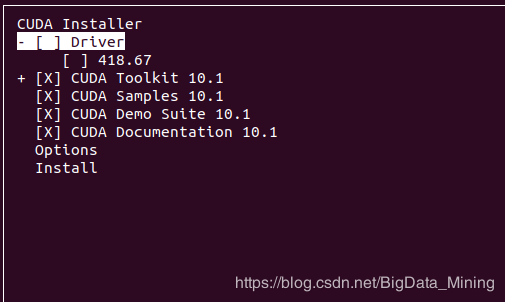 CUDA Installer
- [ ] Driver
[ ] 418.67
+ [X] CUDA Toolkit 10.1
[X] CUDA Samples 10.1
[X] CUDA Demo Suite 10.1
[X] CUDA Documentation 10.1
Options
Install
https://blog.csdn.net/BigData_Mining